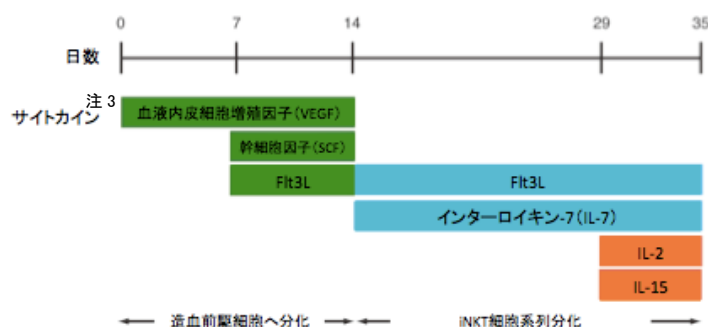 0 7 14 29 35
日数
サイトカイン注3
血液内皮細胞増殖因子(VEGF)
幹細胞因子(SCF)
Flt3L Flt3L
インターロイキン-7(IL-7)
IL-2
IL-15
造血前駆細胞へ分化 iNKT細胞系列分化